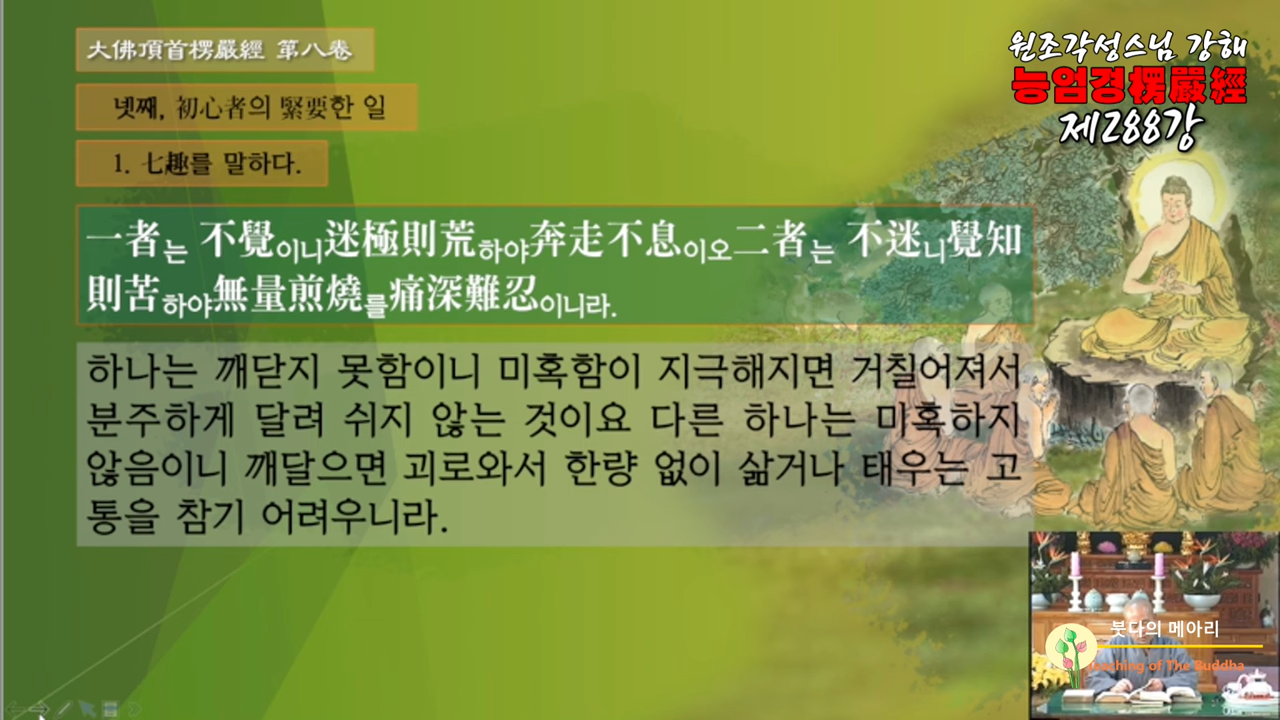 大佛頂首楞嚴經 第八卷
넷째, 初心者의 緊要한 일
1. 七趣를 말하다.
一者는 不覺이니迷極則荒하야奔走不息이오二者는 不迷니覺知
則苦하야無量煎燒를痛深難忍이니라.
하나는 깨닫지 못함이니 미혹함이 지극해지면 거칠어져서
분주하게 달려 쉬지 않는 것이요 다른 하나는 미혹하지
않음이니 깨달으면 괴로와서 한량 없이 삶거나 태우는 고
통을 참기 어려우니라.
원조각성스님 강해
능엄경楞嚴經
제288강
붓다의 메아리
Teaching of The Buddha